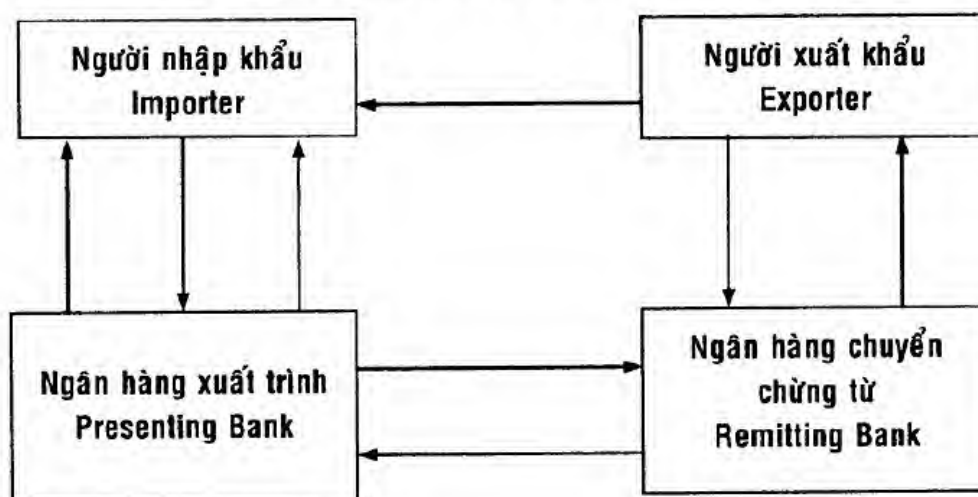 Người nhập khẩu
Importer
Người xuất khẩu
Exporter
Ngân hàng xuất trình
Presenting Bank
Ngân hàng chuyển
chừng từ
Remitting Bank